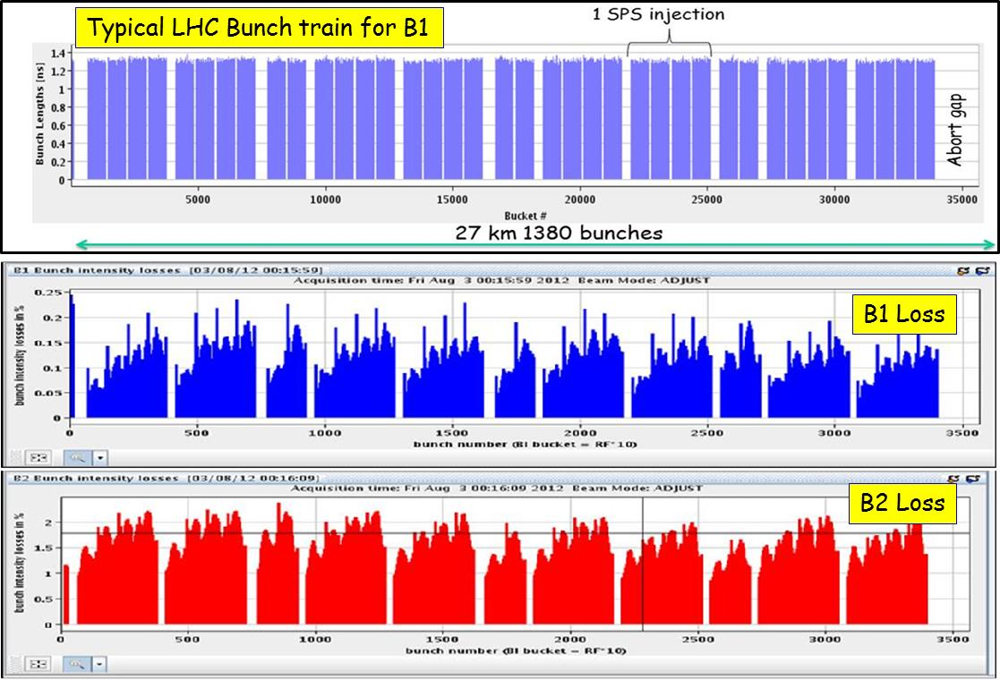 Typical LHC Bunch train for B1
1 SPS injection
Bunch Lengths [ns]
1.4
1.2
1
0.8
0.6
0.4
0.2
0
Abort gap
5000 10000 15000 20000 25000 30000 35000
Bucket #
27 km 1380 bunches
B1 Bunch intensity losses [03/08/12 00:15:59]
Acquisition time: Fri Aug 3 00:15:59 2012 Beam Mode: ADJUST
B1 Loss
bunch intensity losses in %
0.25
0.2
0.15
0.1
0.05
0
0 500 1000 1500 2000 2500 3000 3500
bunch number (BI bucket = RF*10)
B2 Bunch intensity losses [03/08/12 00:16:09]
Acquisition time: Fri Aug 3 00:16:09 2012 Beam Mode: ADJUST
B2 Loss
bunch intensity losses in %
2
1.5
1
0.5
0
0 500 1000 1500 2000 2500 3000 3500
bunch number (BI bucket = RF*10)